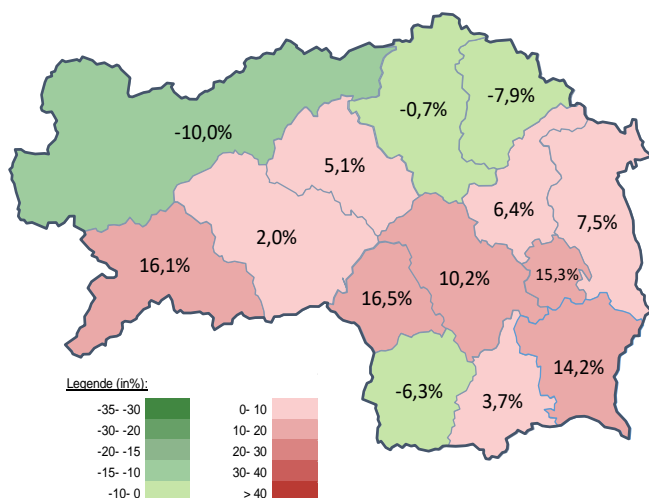 -0,7%
-7,9%
-10,0%
5,1%
6,4%
7,5%
2,0%
16,1%
10,2%
15,3%
16,5%
14,2%
-6,3%
3,7%
Legende (in%):
-35- -30 0- 10
-30- -20 10- 20
-20- -15 20- 30
-15- -10 30- 40
-10- 0 > 40